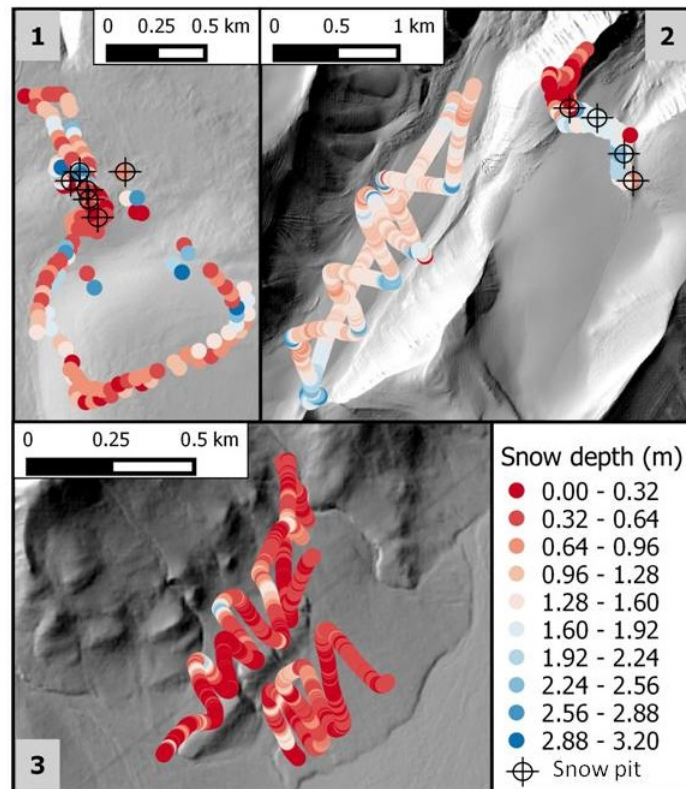 1
0 0.25 0.5 km
0 0.5 1 km
2
0 0.25 0.5 km
3
Snow depth (m)
0.00 - 0.32
0.32 - 0.64
0.64 - 0.96
0.96 - 1.28
1.28 - 1.60
1.60 - 1.92
1.92 - 2.24
2.24 - 2.56
2.56 - 2.88
2.88 - 3.20
Snow pit